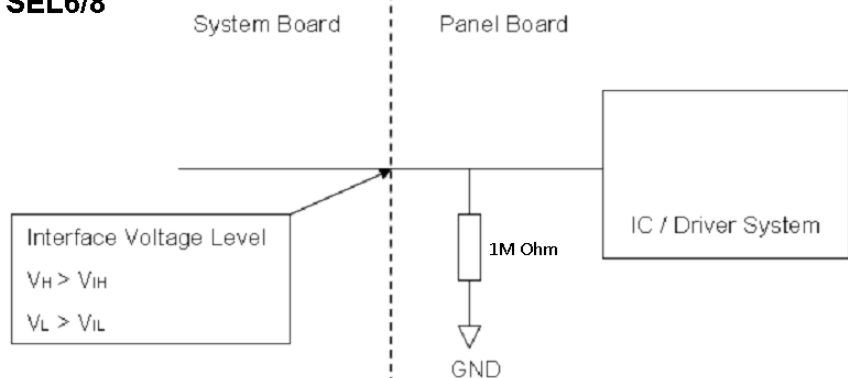 SEL6/8
System Board
Panel Board
Interface Voltage Level
VH > VIH
VL > VIL
1M Ohm
IC / Driver System
GND